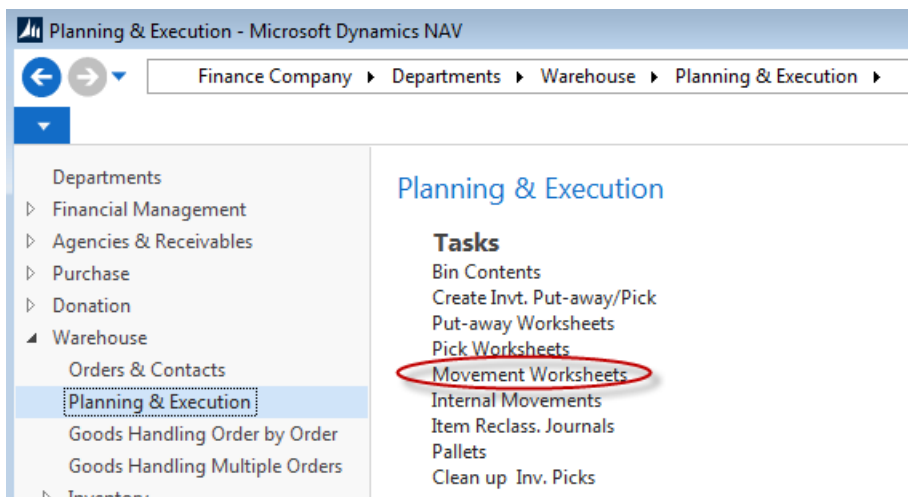 Planning & Execution - Microsoft Dynamics NAV
Finance Company Departments Warehouse Planning & Execution
Departments
Financial Management
Agencies & Receivables
Purchase
Donation
Warehouse
Orders & Contacts
Planning & Execution
Goods Handling Order by Order
Goods Handling Multiple Orders
Inventory
Planning & Execution
Tasks
Bin Contents
Create Invt. Put-away/Pick
Put-away Worksheets
Pick Worksheets
Movement Worksheets
Internal Movements
Item Reclass. Journals
Pallets
Clean up Inv. Picks